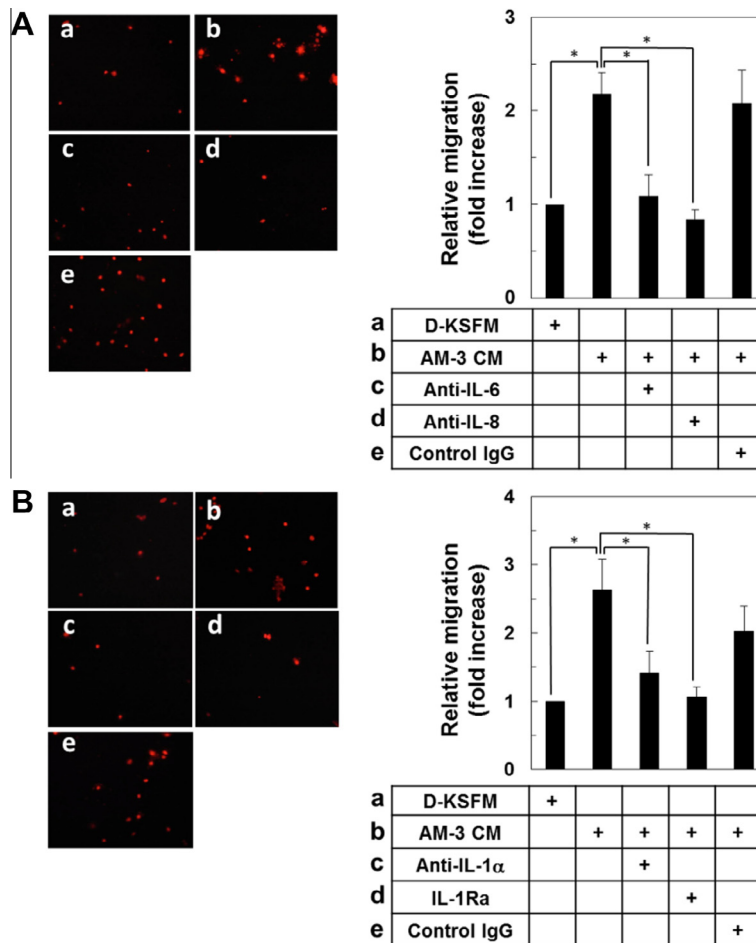 A
a
b
c
d
e
3
2
1
0
Relative migration
(fold increase)
*
*
*
a D-KSFM +
b AM-3 CM + + + +
c Anti-IL-6 +
d Anti-IL-8 +
e Control IgG +
B
a
b
c
d
e
4
3
2
1
0
Relative migration
(fold increase)
*
*
*
a D-KSFM +
b AM-3 CM + + + +
c Anti-IL-1α +
d IL-1Ra +
e Control IgG +